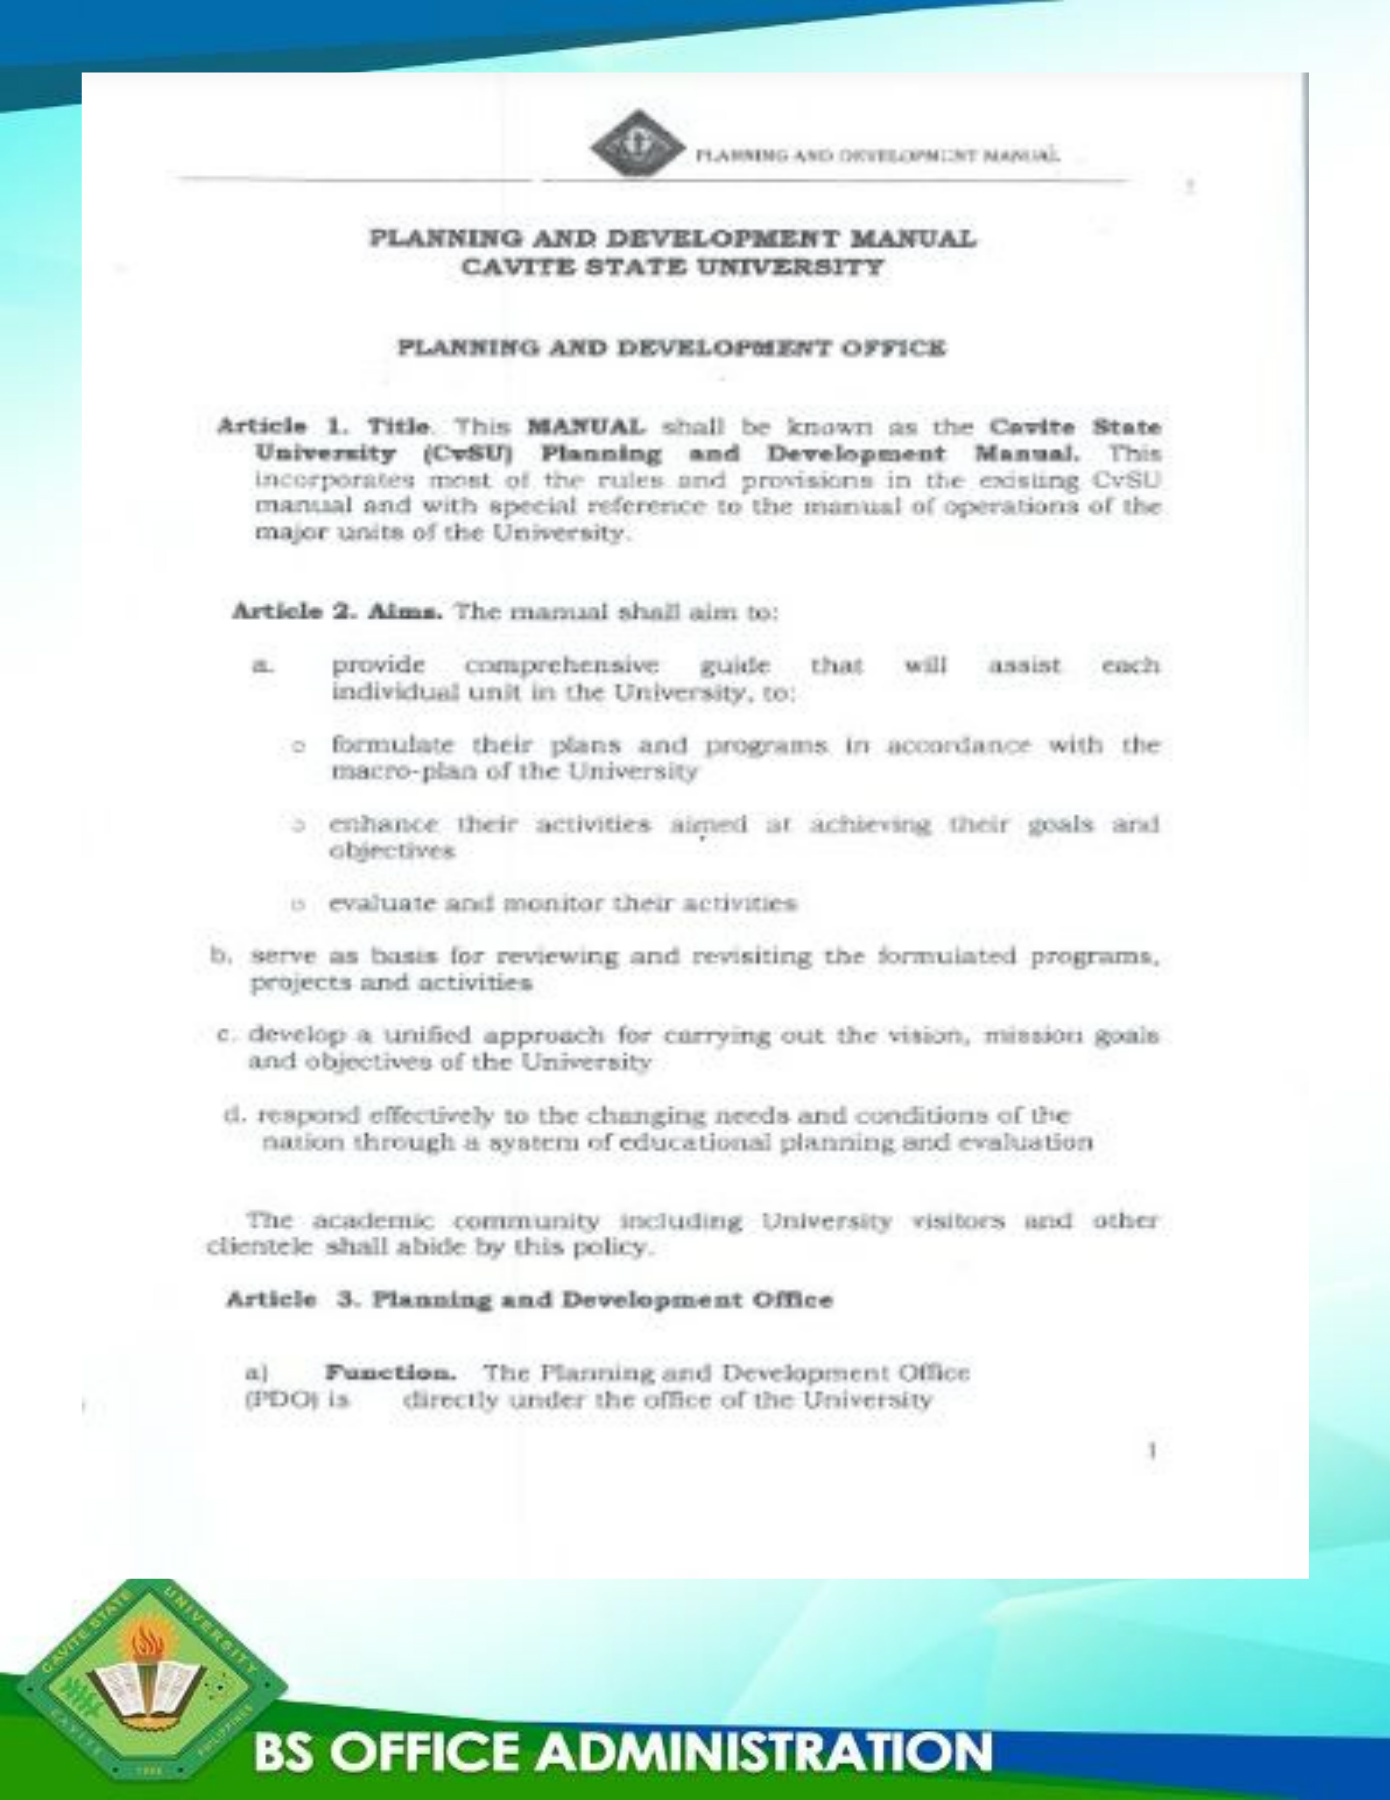 PLANNING AND DEVELOPMENT MANUAL
PLANNING AND DEVELOPMENT MANUAL
CAVITE STATE UNIVERSITY
PLANNING AND DEVELOPMENT OFFICE
Article 1. Title. This MANUAL shall be known as the Cavite State
University (CvSU) Planning and Development Manual. This
incorporates most of the rules and provisions in the existing CvSU
manual and with special reference to the manual of operations of the
major units of the University.
Article 2. Aims. The manual shall aim to:
a. provide comprehensive guide that will assist each
individual unit in the University, to:
o formulate their plans and programs in accordance with the
macro-plan of the University
o enhance their activities aimed at achieving their goals and
objectives
o evaluate and monitor their activities
b. serve as basis for reviewing and revisiting the formulated programs,
projects and activities
c. develop a unified approach for carrying out the vision, mission goals
and objectives of the University
d. respond effectively to the changing needs and conditions of the
nation through a system of educational planning and evaluation
The academic community including University visitors and other
clientele shall abide by this policy.
Article 3. Planning and Development Office
a) Function. The Planning and Development Office
(PDO) is directly under the office of the University
1
CAVITE STATE UNIVERSITY
CAVITE PHILIPPINES
1906
BS OFFICE ADMINISTRATION